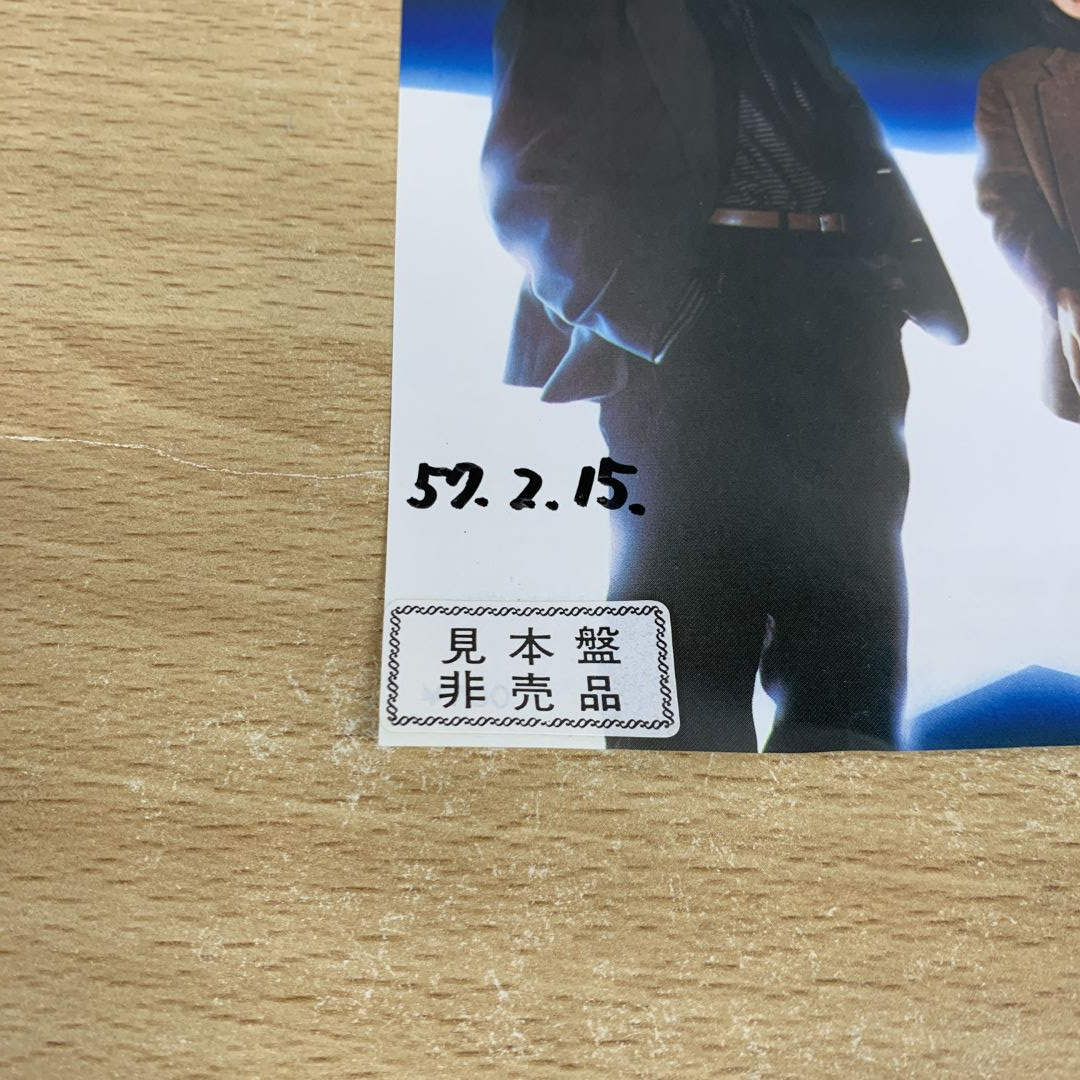 57. 2. 15.
見本盤
非売品